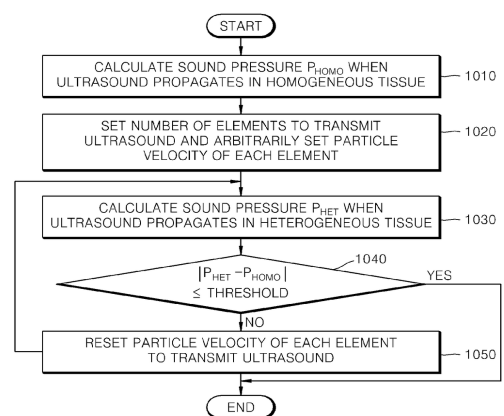 START
CALCULATE SOUND PRESSURE PHOMO WHEN
ULTRASOUND PROPAGATES IN HOMOGENEOUS TISSUE
1010
SET NUMBER OF ELEMENTS TO TRANSMIT
ULTRASOUND AND ARBITRARILY SET PARTICLE
VELOCITY OF EACH ELEMENT
1020
CALCULATE SOUND PRESSURE PHET WHEN
ULTRASOUND PROPAGATES IN HETEROGENEOUS TISSUE
1030
|PHET -PHOMO|
≤ THRESHOLD
1040
YES
NO
RESET PARTICLE VELOCITY OF EACH ELEMENT
TO TRANSMIT ULTRASOUND
1050
END